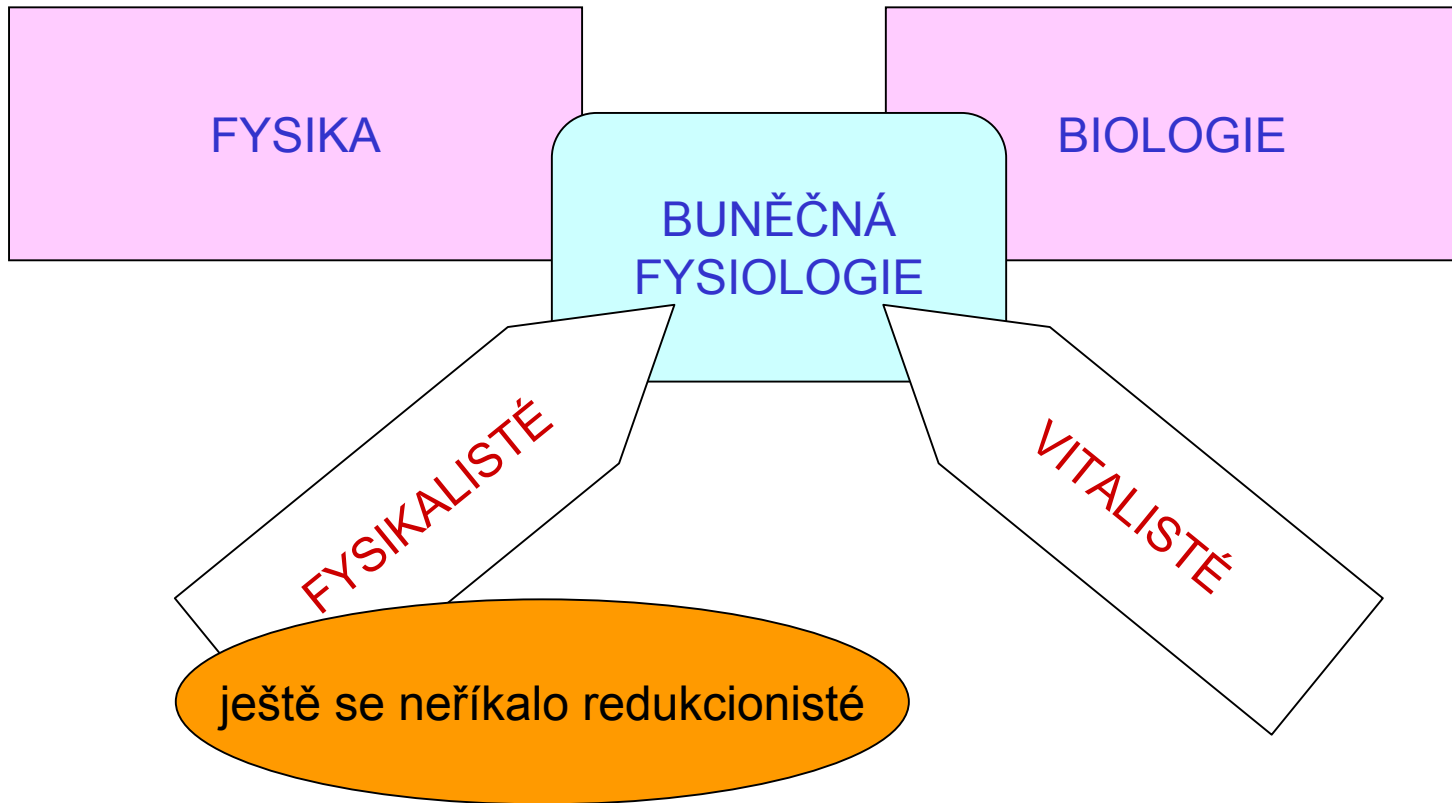 FYSIKA
BIOLOGIE
BUNĚČNÁ
FYSIOLOGIE
FYSIKALISTÉ
VITALISTÉ
ještě se neříkalo redukcionisté